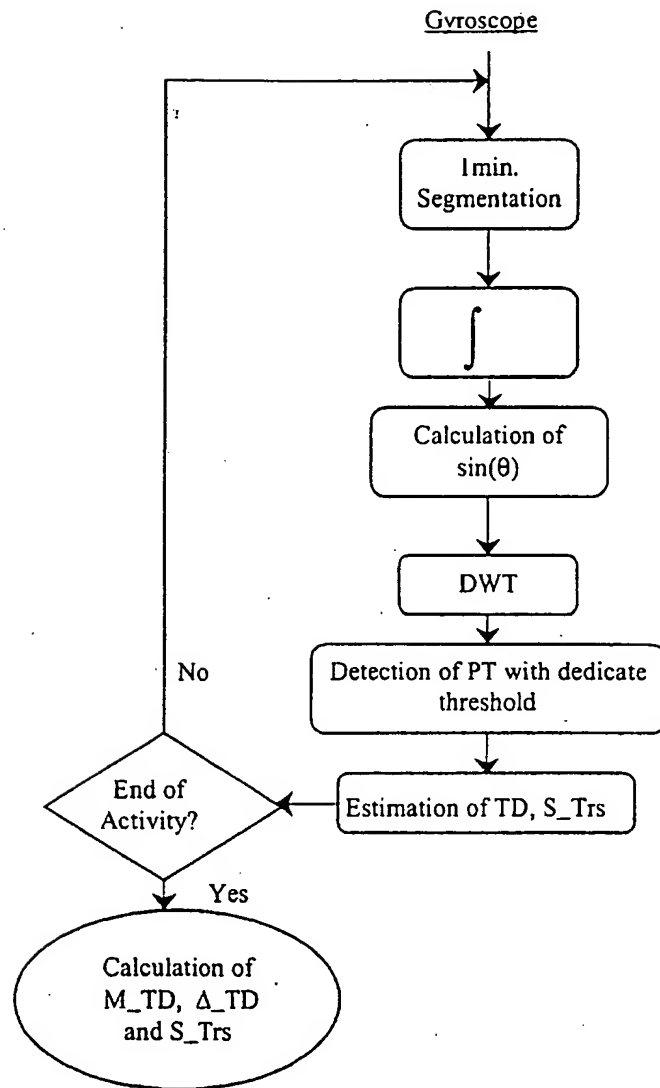 Gyroscope
1min.
Segmentation
∫
Calculation of
sin(θ)
DWT
Detection of PT with dedicate
threshold
Estimation of TD, S_Trs
End of
Activity?
No
Yes
Calculation of
M_TD, Δ_TD
and S_Trs